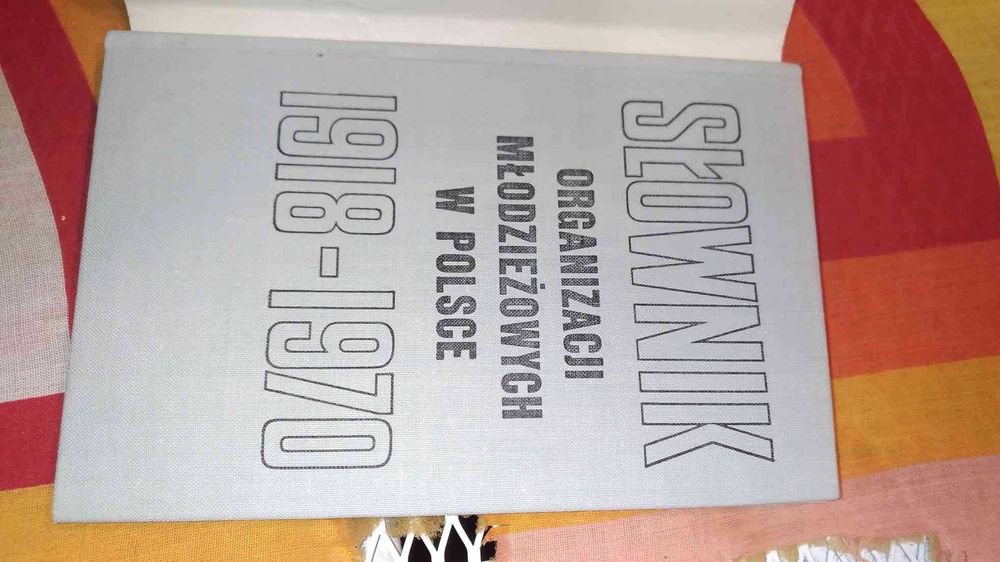 SŁOWNIK
ORGANIZACJI
MŁODZIEŻOWYCH
W POLSCE
1918-1970